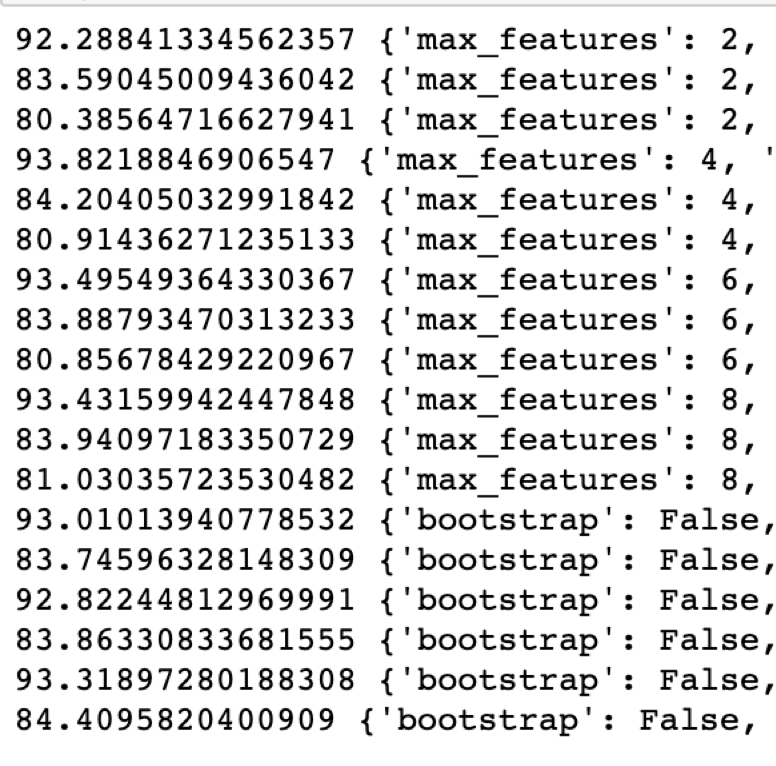 92.28841334562357 {'max_features': 2,
83.59045009436042 {'max_features': 2,
80.38564716627941 {'max_features': 2,
93.8218846906547 {'max_features': 4, '
84.20405032991842 {'max_features': 4,
80.91436271235133 {'max_features': 4,
93.49549364330367 {'max_features': 6,
83.88793470313233 {'max_features': 6,
80.85678429220967 {'max_features': 6,
93.43159942447848 {'max_features': 8,
83.94097183350729 {'max_features': 8,
81.03035723530482 {'max_features': 8,
93.01013940778532 {'bootstrap': False,
83.74596328148309 {'bootstrap': False,
92.82244812969991 {'bootstrap': False,
83.86330833681555 {'bootstrap': False,
93.31897280188308 {'bootstrap': False,
84.4095820400909 {'bootstrap': False,